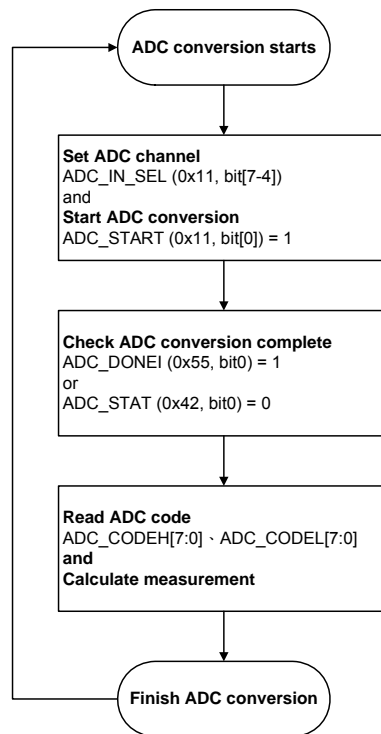 ADC conversion starts
Set ADC channel
ADC_IN_SEL (0x11, bit[7-4])
and
Start ADC conversion
ADC_START (0x11, bit[0]) = 1
Check ADC conversion complete
ADC_DONEI (0x55, bit0) = 1
or
ADC_STAT (0x42, bit0) = 0
Read ADC code
ADC_CODEH[7:0]、ADC_CODEL[7:0]
and
Calculate measurement
Finish ADC conversion